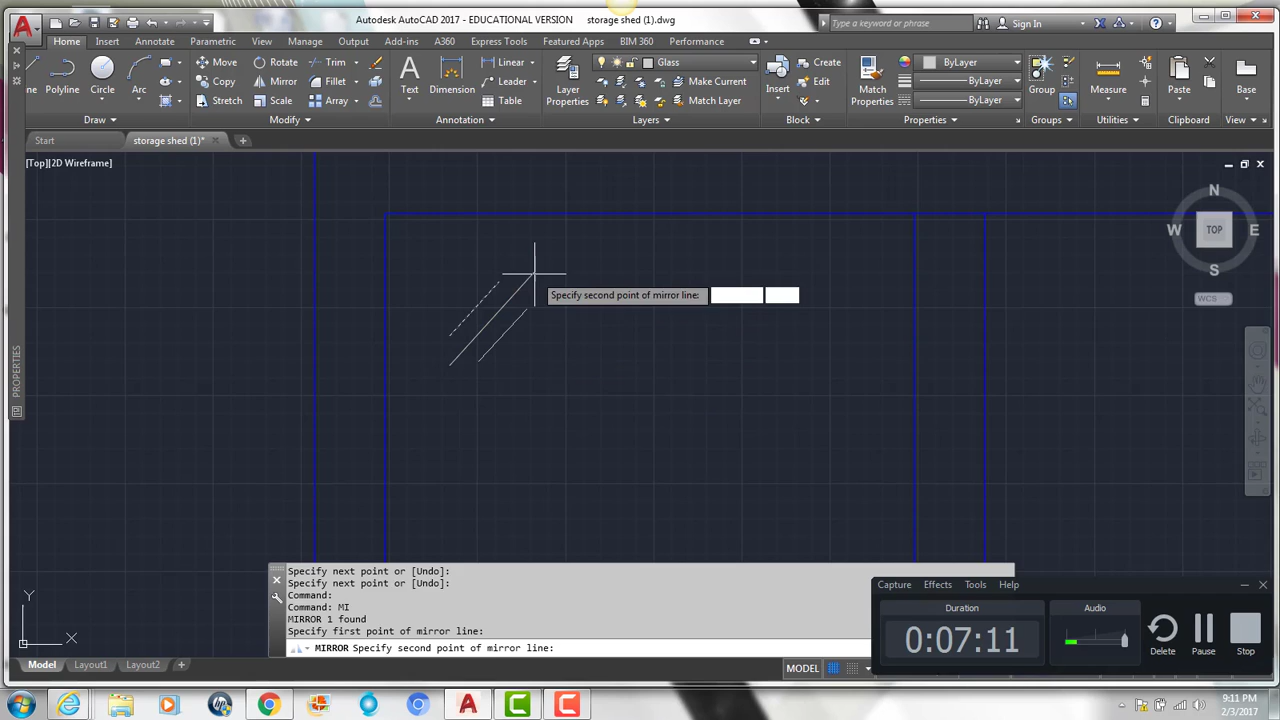 Autodesk AutoCAD 2017 - EDUCATIONAL VERSION storage shed (1).dwg
Type a keyword or phrase
Sign In
Home Insert Annotate Parametric View Manage Output Add-ins A360 Express Tools Featured Apps BIM 360 Performance
Move Rotate Trim Linear Glass Create ByLayer
Copy Mirror Fillet Leader Make Current Edit ByLayer
Stretch Scale Array Table Match Layer ByLayer
Polyline Circle Arc Text Dimension Layer Properties Insert Match Properties Group Measure Paste Base
Draw Modify Annotation Layers Block Properties Groups Utilities Clipboard View
Start storage shed (1)*
[Top][2D Wireframe]
N
W TOP E
S
WCS
Specify second point of mirror line:
PROPERTIES
Specify next point or [Undo]:
Specify next point or [Undo]:
Command:
Command: MI
MIRROR 1 found
Specify first point of mirror line:
MIRROR Specify second point of mirror line:
Y
X
Model Layout1 Layout2
MODEL
Capture Effects Tools Help
Duration Audio
0:07:11
Delete Pause Stop
9:11 PM
2/3/2017